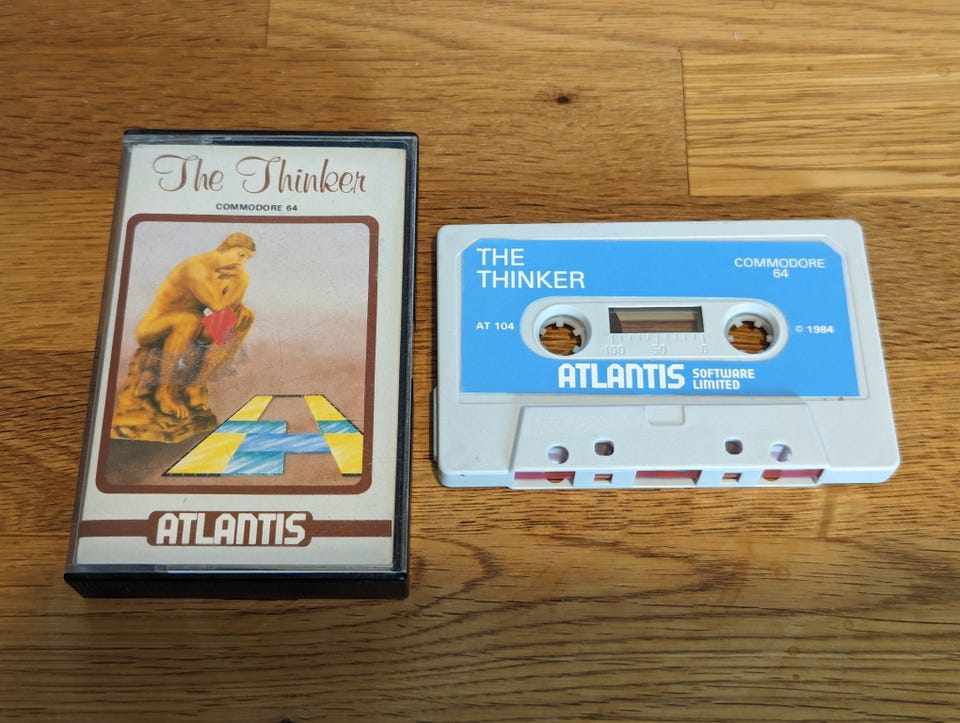 The Thinker
COMMODORE 64
ATLANTIS
THE
THINKER
COMMODORE
64
AT 104
© 1984
100 50 0
ATLANTIS SOFTWARE
LIMITED